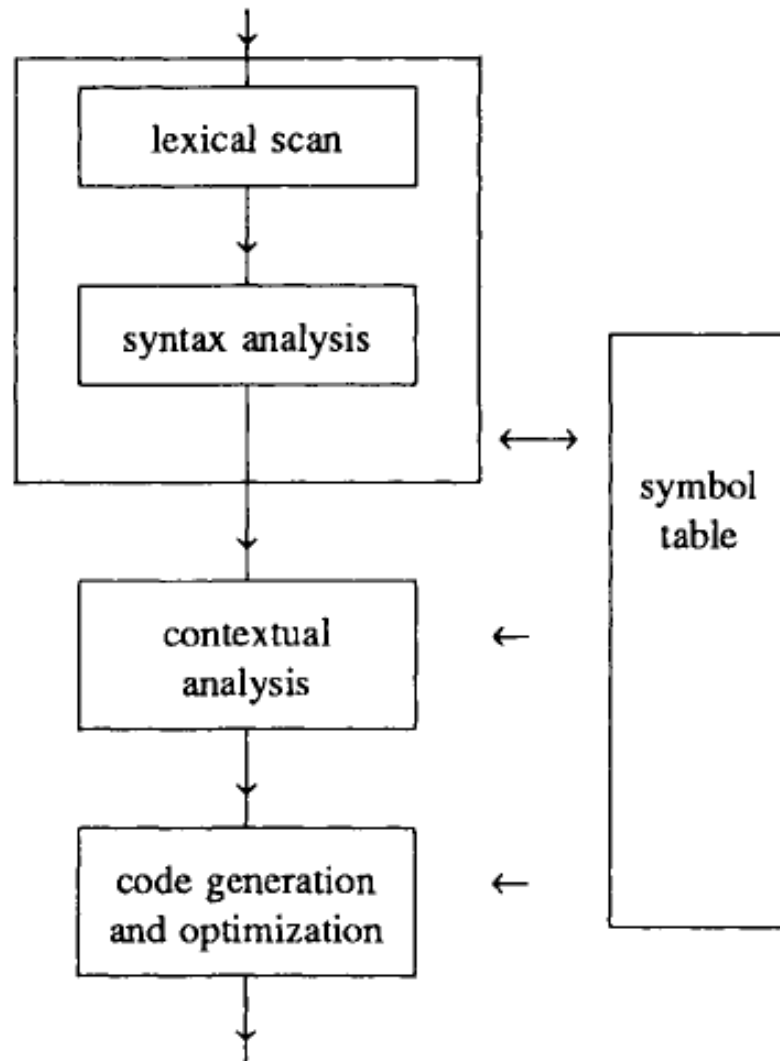 lexical scan
syntax analysis
symbol
table
contextual
analysis
code generation
and optimization